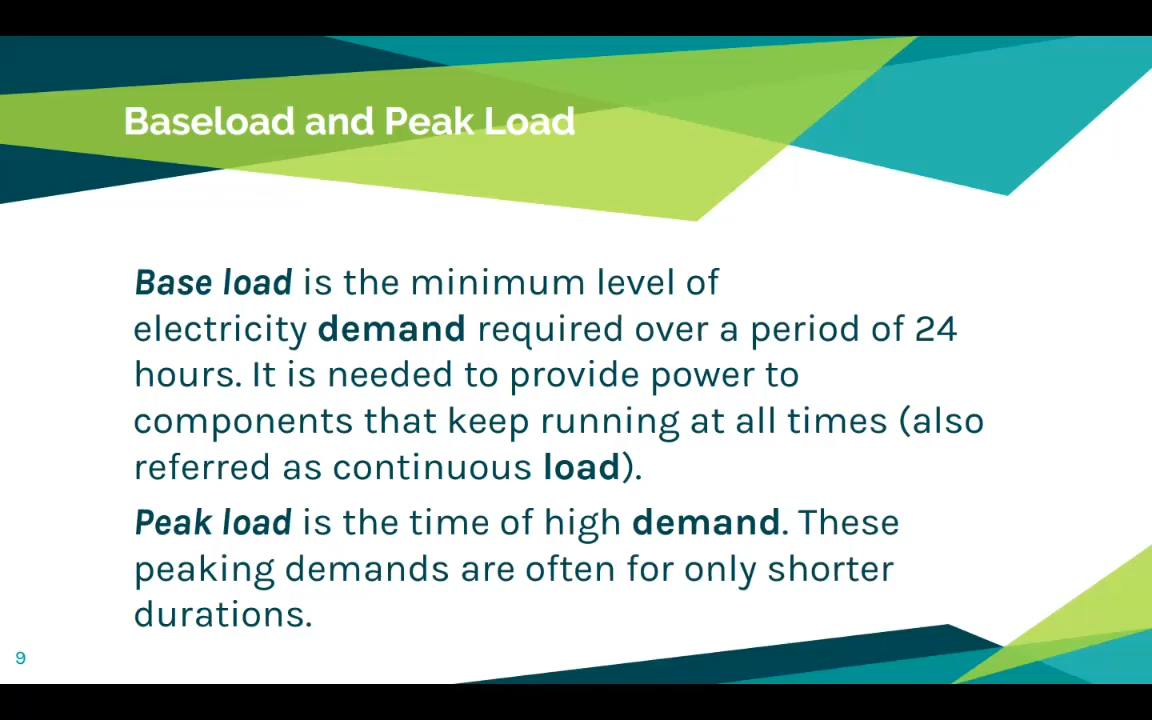 Baseload and Peak Load
Base load is the minimum level of
electricity demand required over a period of 24
hours. It is needed to provide power to
components that keep running at all times (also
referred as continuous load).
Peak load is the time of high demand. These
peaking demands are often for only shorter
durations.
9